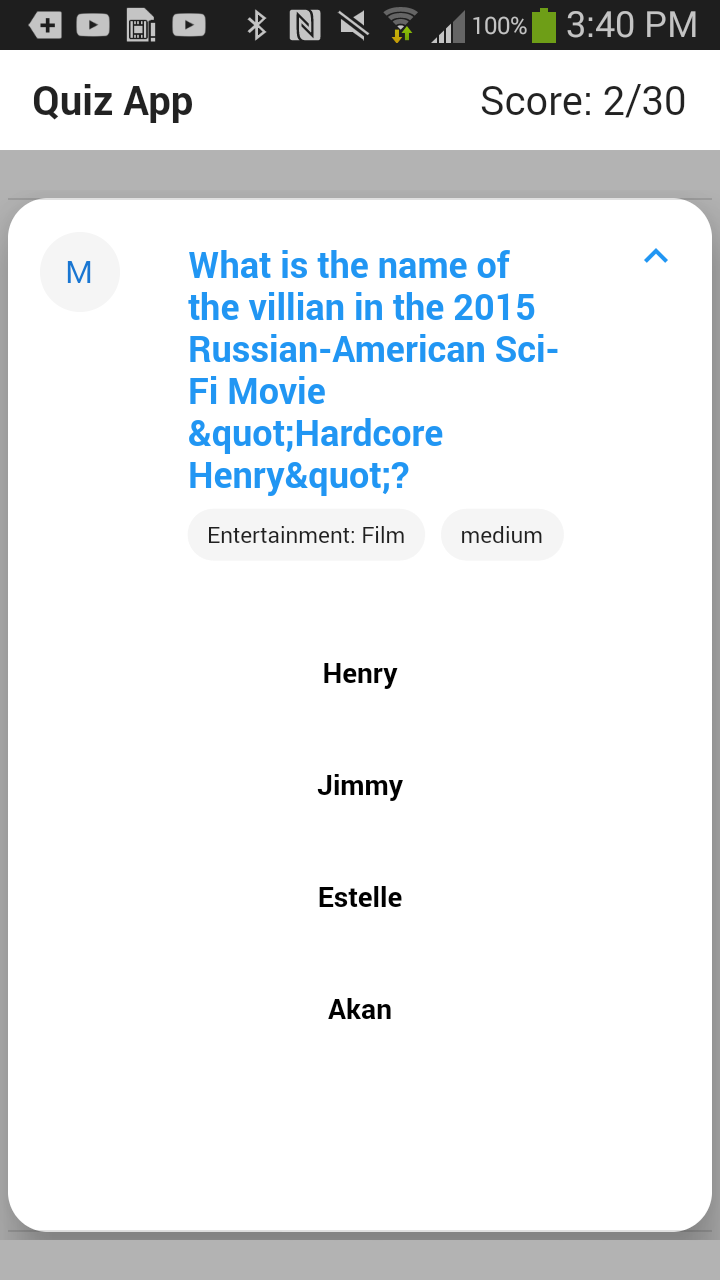 100% 3:40 PM
Quiz App Score: 2/30
M
What is the name of
the villian in the 2015
Russian-American Sci-
Fi Movie
&quot;Hardcore
Henry&quot;?
Entertainment: Film medium
Henry
Jimmy
Estelle
Akan